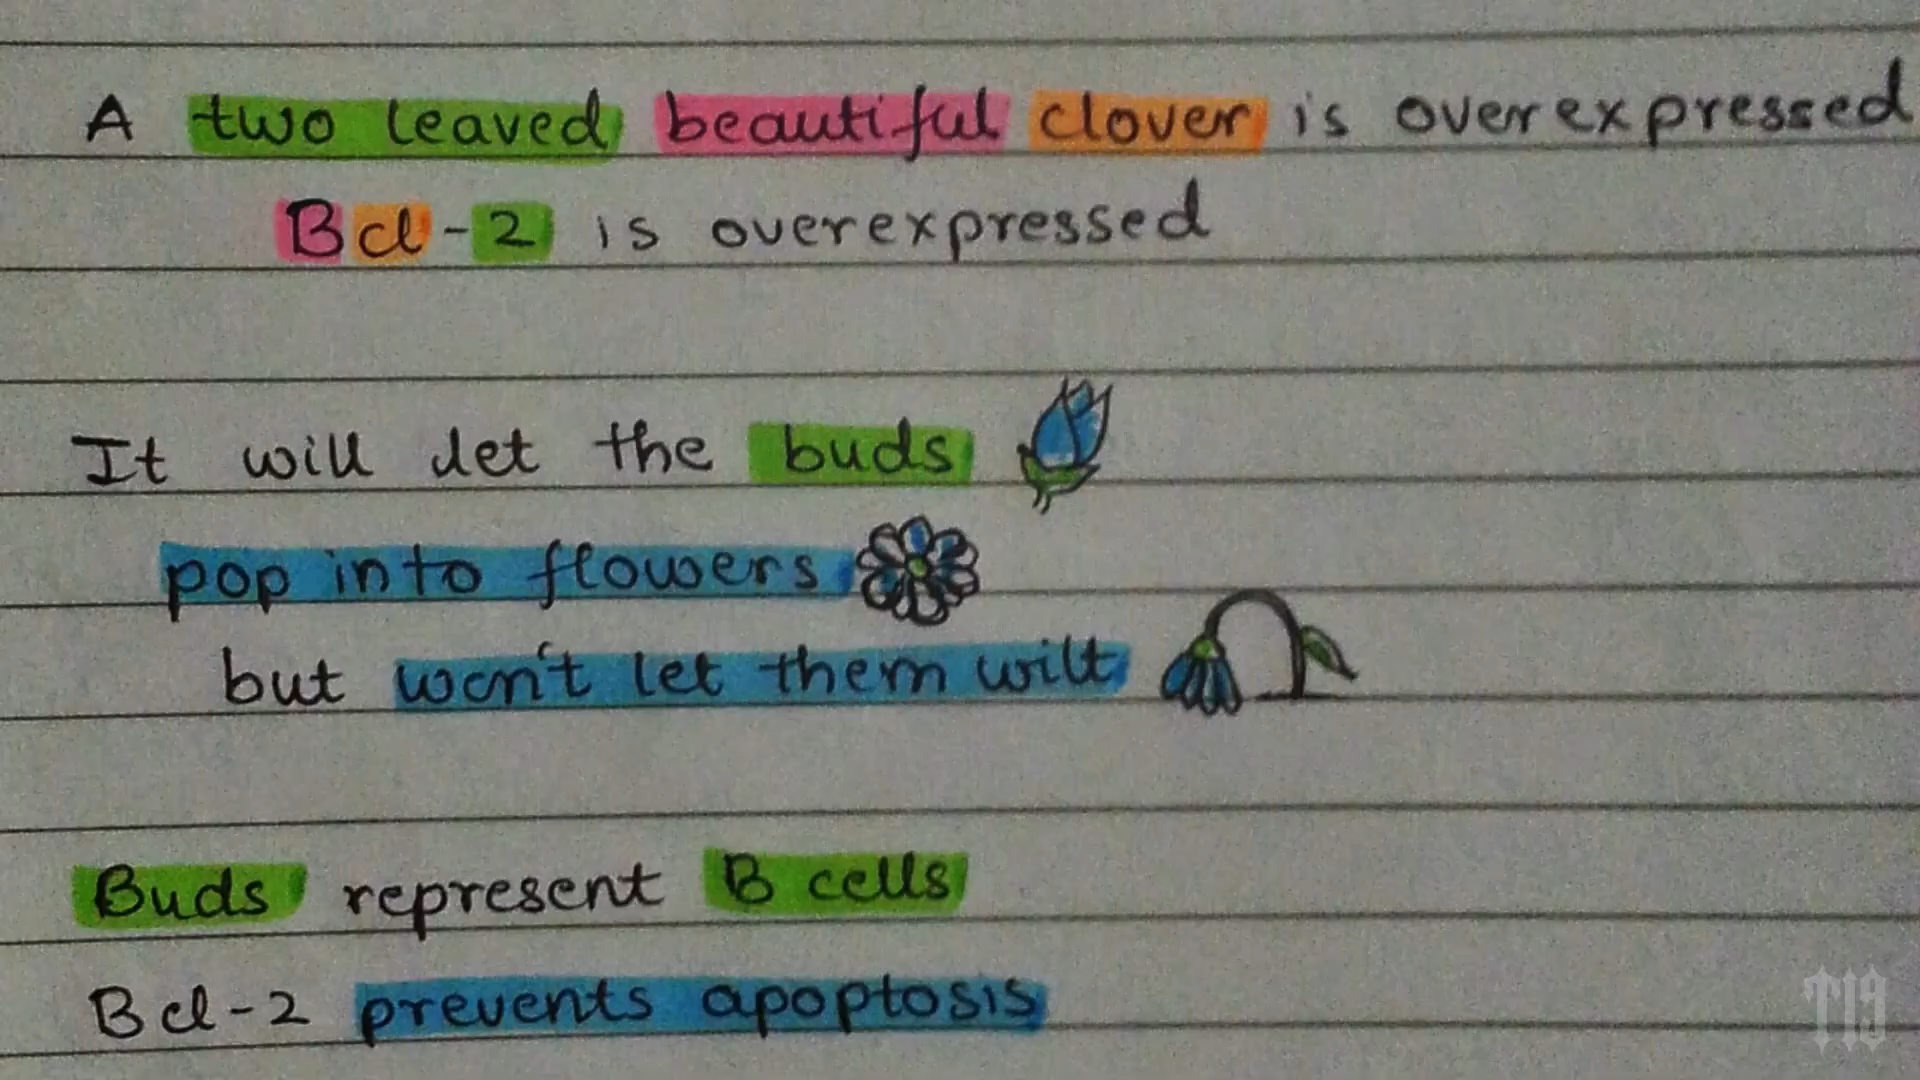 A two leaved beautiful clover is overexpressed
Bcl-2 is overexpressed
It will let the buds
pop into flowers
but won't let them wilt
Buds represent B cells
Bcl-2 prevents apoptosis